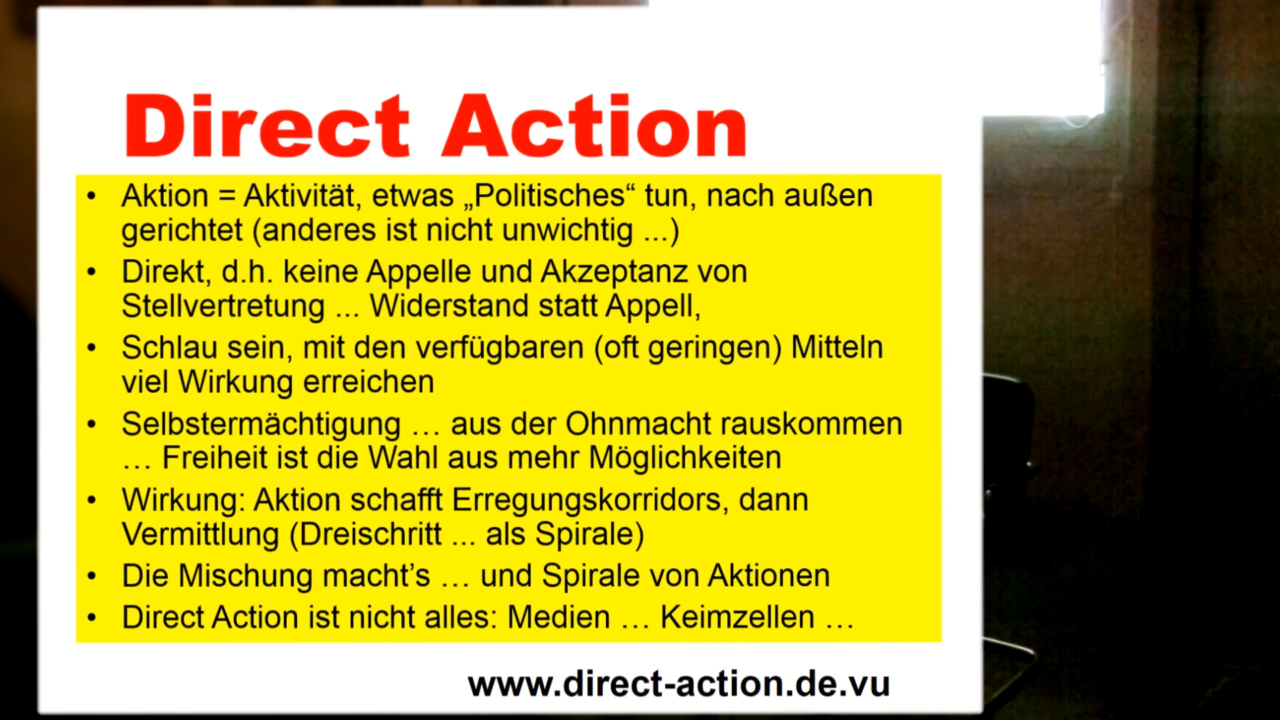 Direct Action
• Aktion = Aktivität, etwas „Politisches“ tun, nach außen
gerichtet (anderes ist nicht unwichtig ...)
• Direkt, d.h. keine Appelle und Akzeptanz von
Stellvertretung ... Widerstand statt Appell,
• Schlau sein, mit den verfügbaren (oft geringen) Mitteln
viel Wirkung erreichen
• Selbstermächtigung … aus der Ohnmacht rauskommen
… Freiheit ist die Wahl aus mehr Möglichkeiten
• Wirkung: Aktion schafft Erregungskorridors, dann
Vermittlung (Dreischritt ... als Spirale)
• Die Mischung macht’s … und Spirale von Aktionen
• Direct Action ist nicht alles: Medien … Keimzellen …
www.direct-action.de.vu